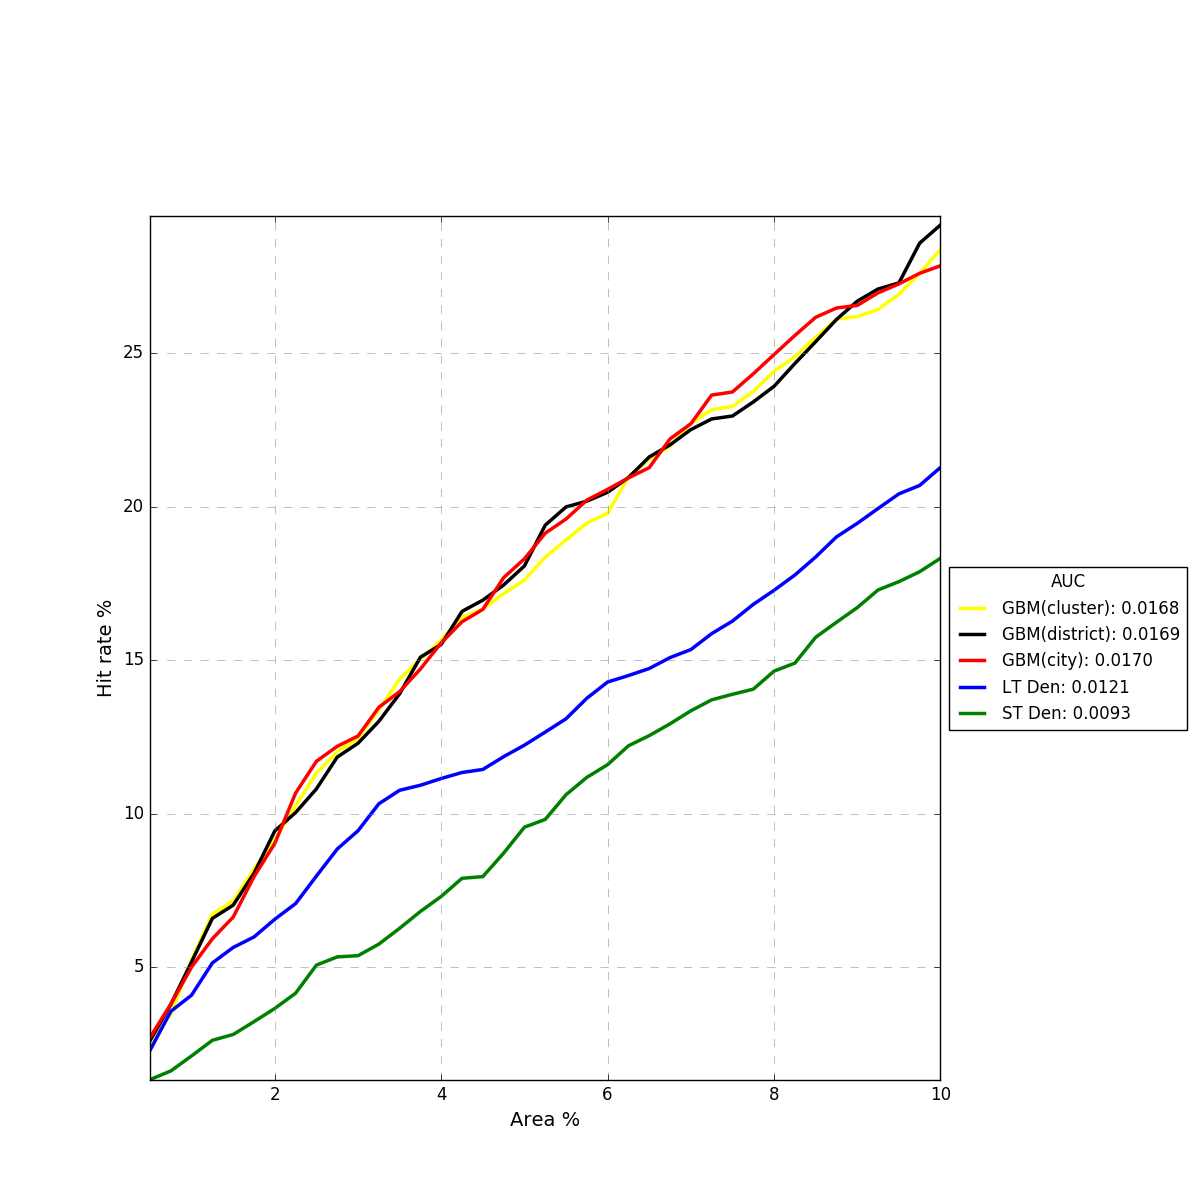 25
20
15
10
5
Hit rate %
2 4 6 8 10
Area %
AUC
GBM(cluster): 0.0168
GBM(district): 0.0169
GBM(city): 0.0170
LT Den: 0.0121
ST Den: 0.0093